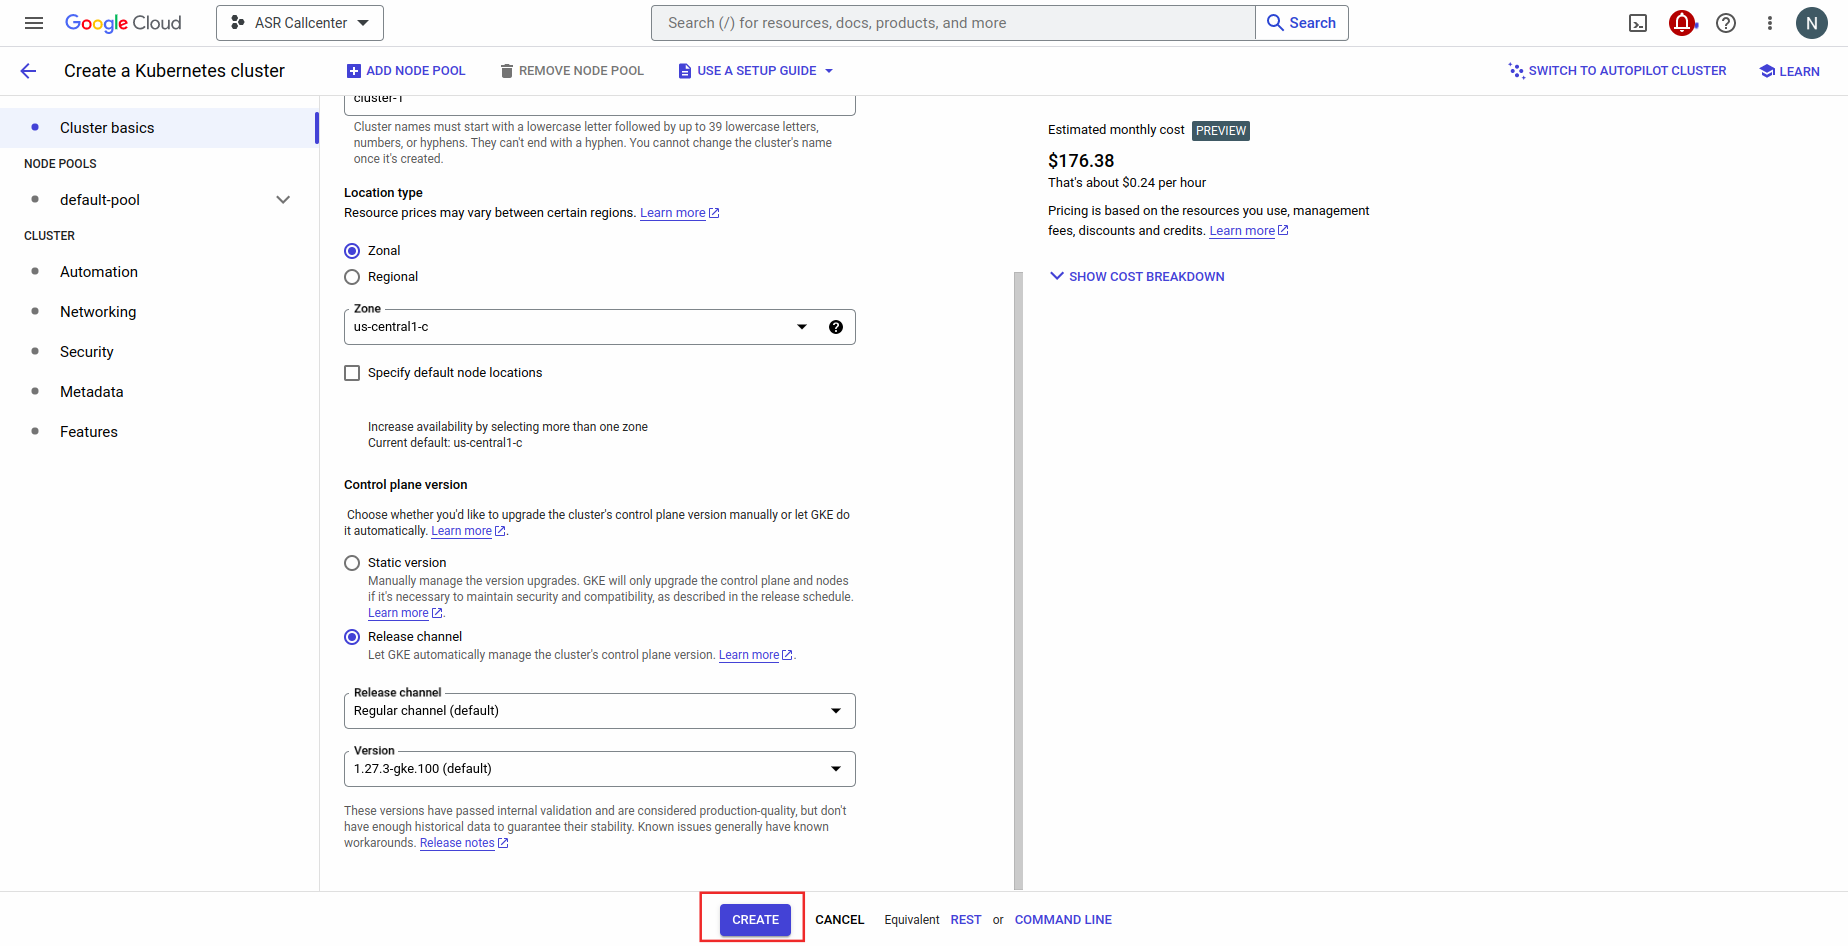 Google Cloud
ASR Callcenter
Search (/) for resources, docs, products, and more
Search
N
Create a Kubernetes cluster
ADD NODE POOL
REMOVE NODE POOL
USE A SETUP GUIDE
SWITCH TO AUTOPILOT CLUSTER
LEARN
Cluster basics
NODE POOLS
default-pool
CLUSTER
Automation
Networking
Security
Metadata
Features
cluster-1
Cluster names must start with a lowercase letter followed by up to 39 lowercase letters,
numbers, or hyphens. They can't end with a hyphen. You cannot change the cluster's name
once it's created.
Location type
Resource prices may vary between certain regions. Learn more
Zonal
Regional
Zone
us-central1-c
Specify default node locations
Increase availability by selecting more than one zone
Current default: us-central1-c
Control plane version
Choose whether you'd like to upgrade the cluster's control plane version manually or let GKE do
it automatically. Learn more.
Static version
Manually manage the version upgrades. GKE will only upgrade the control plane and nodes
if it's necessary to maintain security and compatibility, as described in the release schedule.
Learn more.
Release channel
Let GKE automatically manage the cluster's control plane version. Learn more.
Release channel
Regular channel (default)
Version
1.27.3-gke.100 (default)
These versions have passed internal validation and are considered production-quality, but don't
have enough historical data to guarantee their stability. Known issues generally have known
workarounds. Release notes
Estimated monthly cost PREVIEW
$176.38
That's about $0.24 per hour
Pricing is based on the resources you use, management
fees, discounts and credits. Learn more
SHOW COST BREAKDOWN
CREATE
CANCEL
Equivalent REST or COMMAND LINE